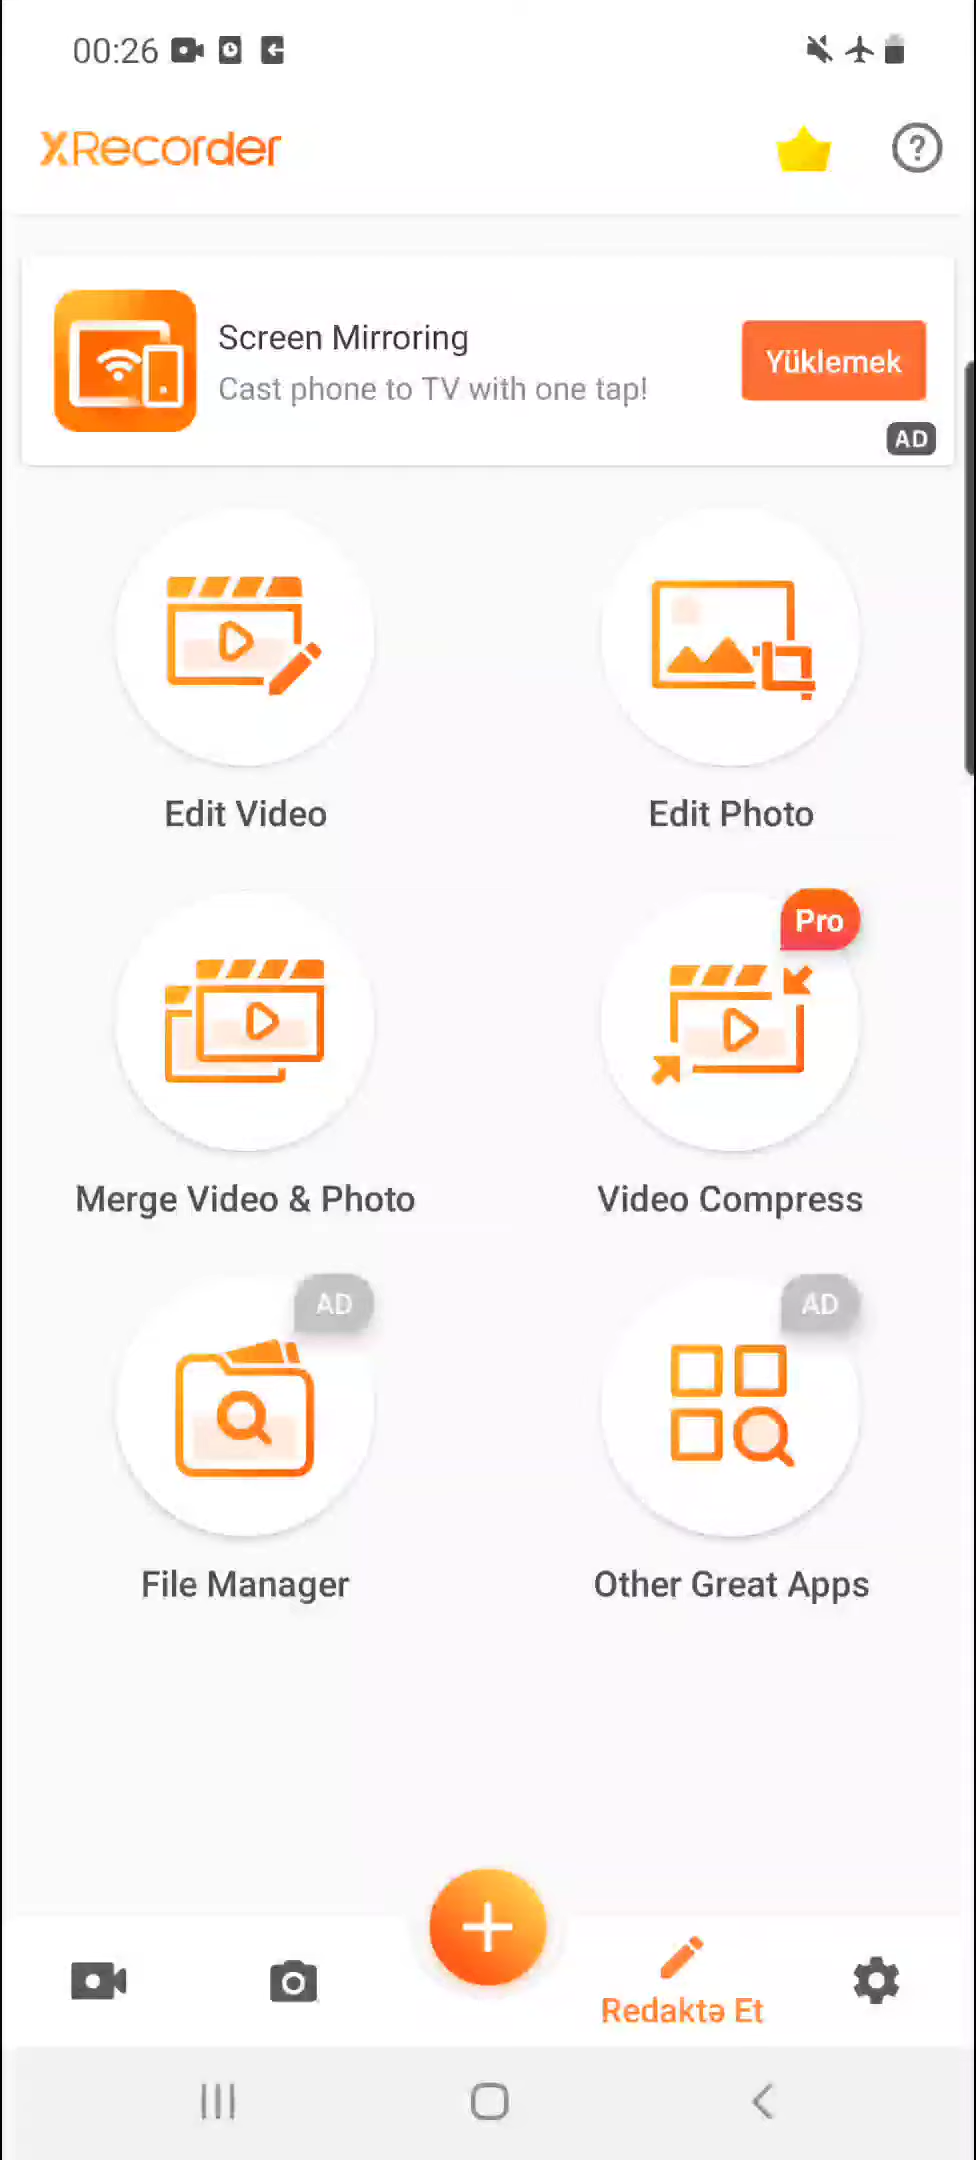 00:26
XRecorder
Screen Mirroring
Cast phone to TV with one tap!
Yüklemek
AD
Edit Video
Edit Photo
Pro
Merge Video & Photo
Video Compress
AD
AD
File Manager
Other Great Apps
Redaktə Et